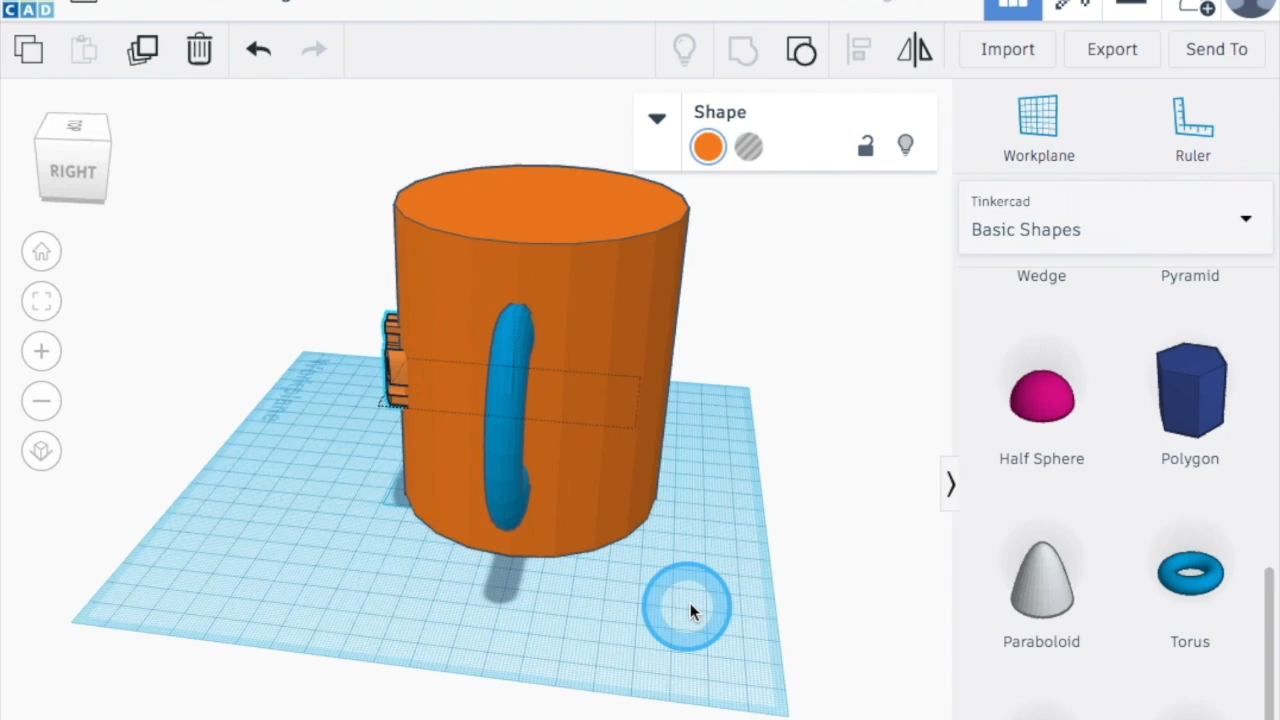 CAD
Import
Export
Send To
Shape
RIGHT
Workplane
Ruler
Tinkercad
Basic Shapes
Wedge
Pyramid
Half Sphere
Polygon
Paraboloid
Torus
Workplane